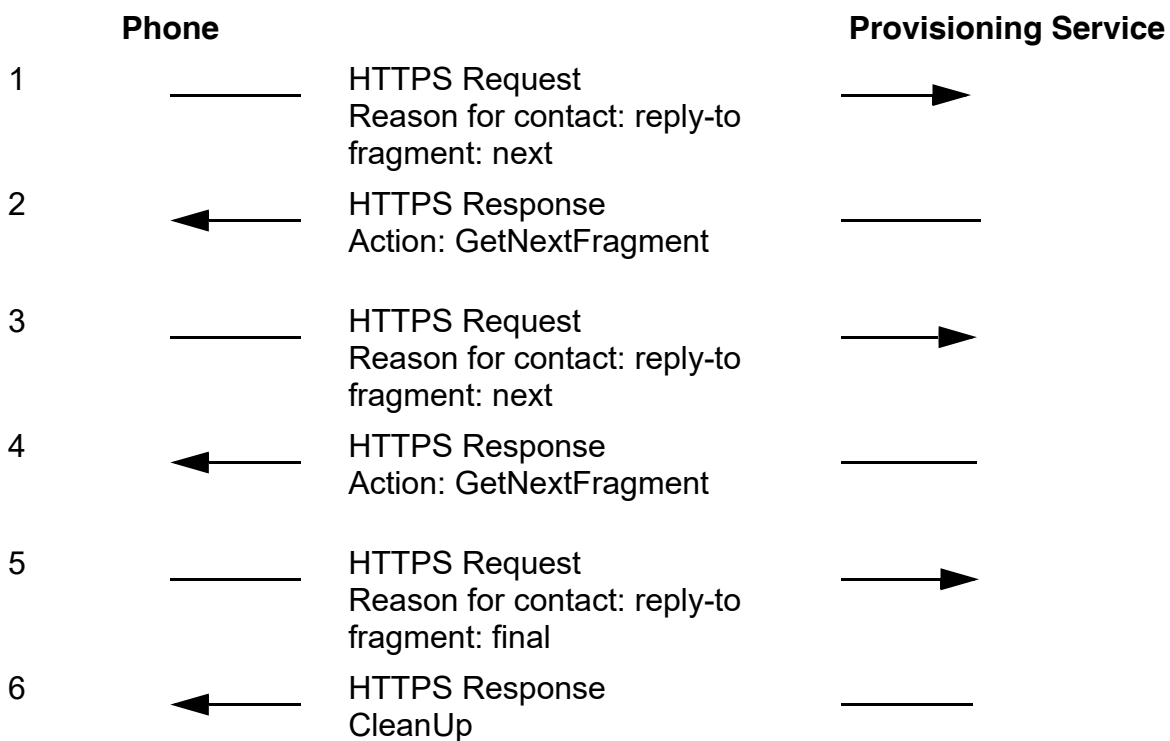 Phone Provisioning Service
1 HTTPS Request
Reason for contact: reply-to
fragment: next
2 HTTPS Response
Action: GetNextFragment
3 HTTPS Request
Reason for contact: reply-to
fragment: next
4 HTTPS Response
Action: GetNextFragment
5 HTTPS Request
Reason for contact: reply-to
fragment: final
6 HTTPS Response
CleanUp